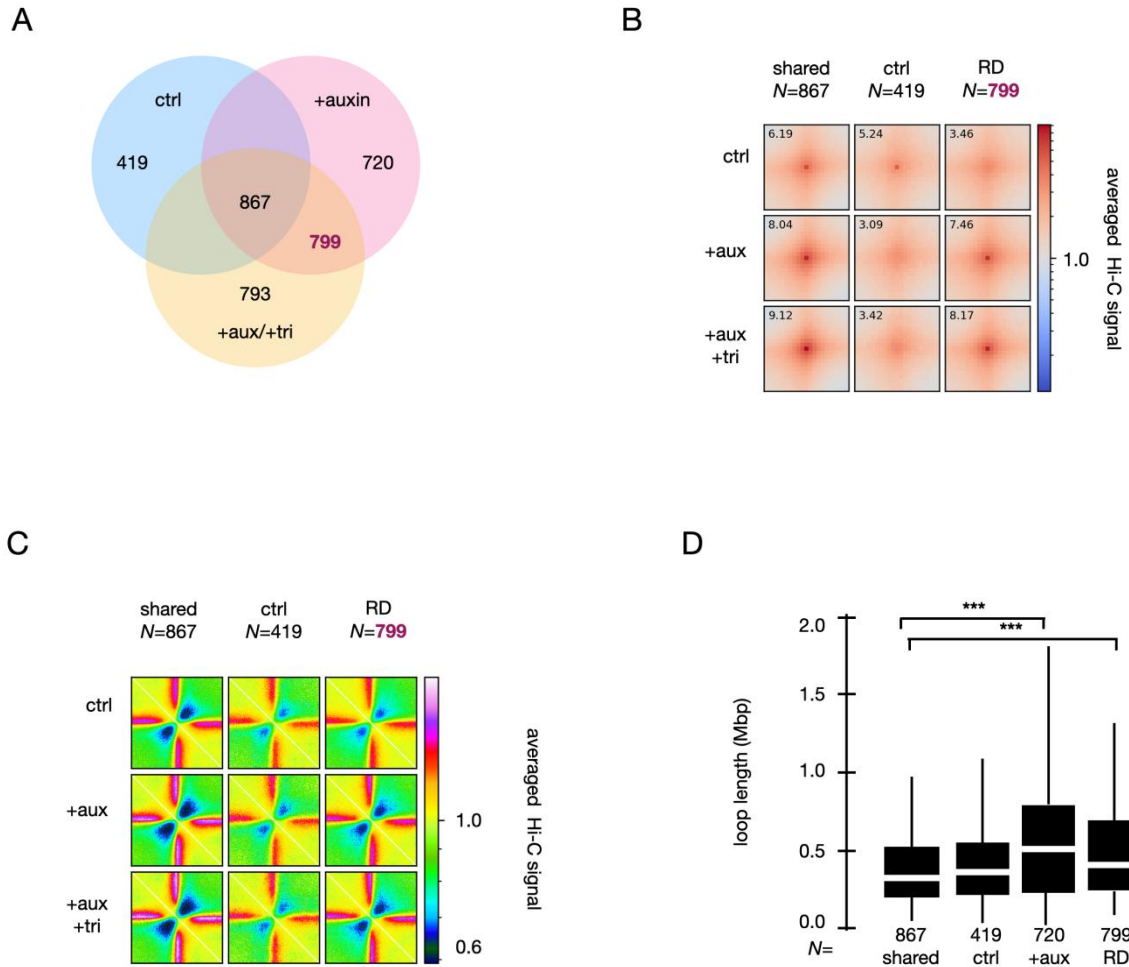 A
ctrl
+auxin
419
720
867
799
793
+aux/+tri
B
shared
N=867
ctrl
N=419
RD
N=799
ctrl
6.19
5.24
3.46
+aux
8.04
3.09
7.46
+aux
+tri
9.12
3.42
8.17
1.0
averaged Hi-C signal
C
shared
N=867
ctrl
N=419
RD
N=799
ctrl
+aux
+aux
+tri
1.0
0.6
averaged Hi-C signal
D
***
***
2.0
1.5
1.0
0.5
0.0
loop length (Mbp)
N=
867
419
720
799
shared
ctrl
+aux
RD